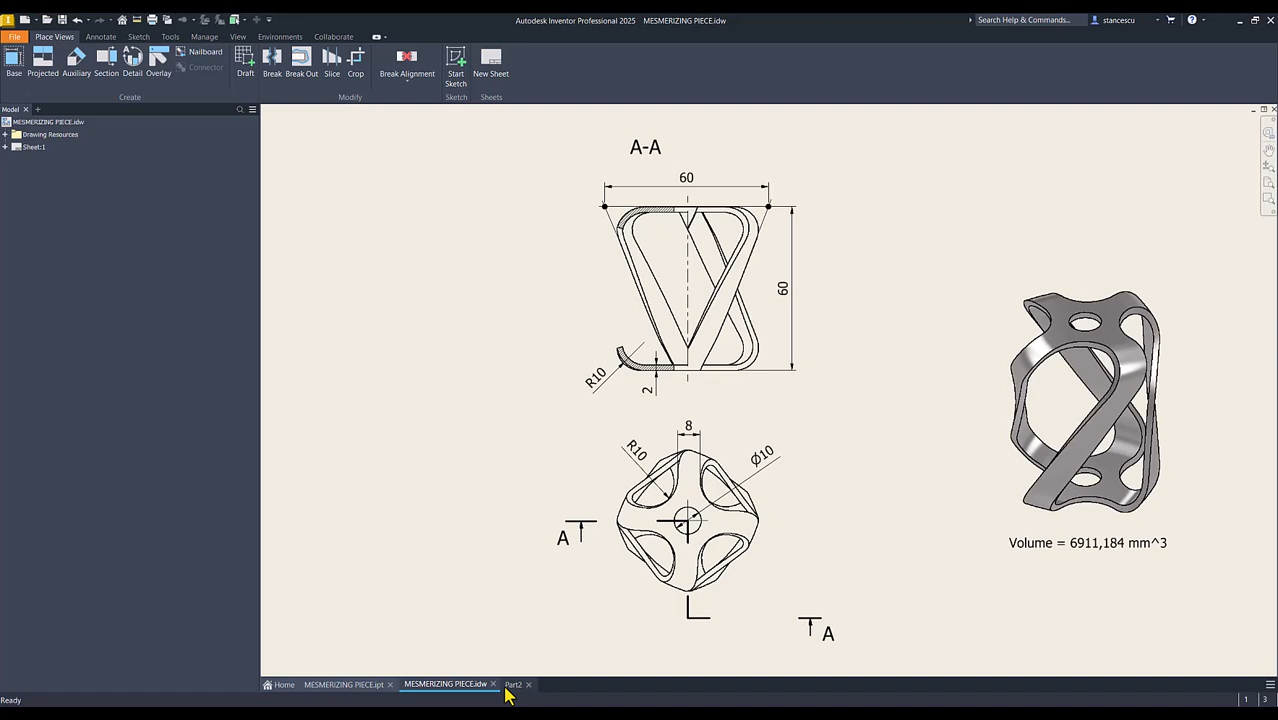 Autodesk Inventor Professional 2025 MESMERIZING PIECE.idw
Search Help & Commands...
stancescu
File Place Views Annotate Sketch Tools Manage View Environments Collaborate
Base Projected Auxiliary Section Detail Overlay
Nailboard
Connector
Draft Break Break Out Slice Crop
Break Alignment
Start Sketch
New Sheet
Create Modify Sketch Sheets
Model
MESMERIZING PIECE.idw
Drawing Resources
Sheet:1
A-A
60
60
R10
2
8
R10
Ø10
A
A
Volume = 6911,184 mm^3
Home MESMERIZING PIECE.ipt MESMERIZING PIECE.idw Part2
Ready
1 3